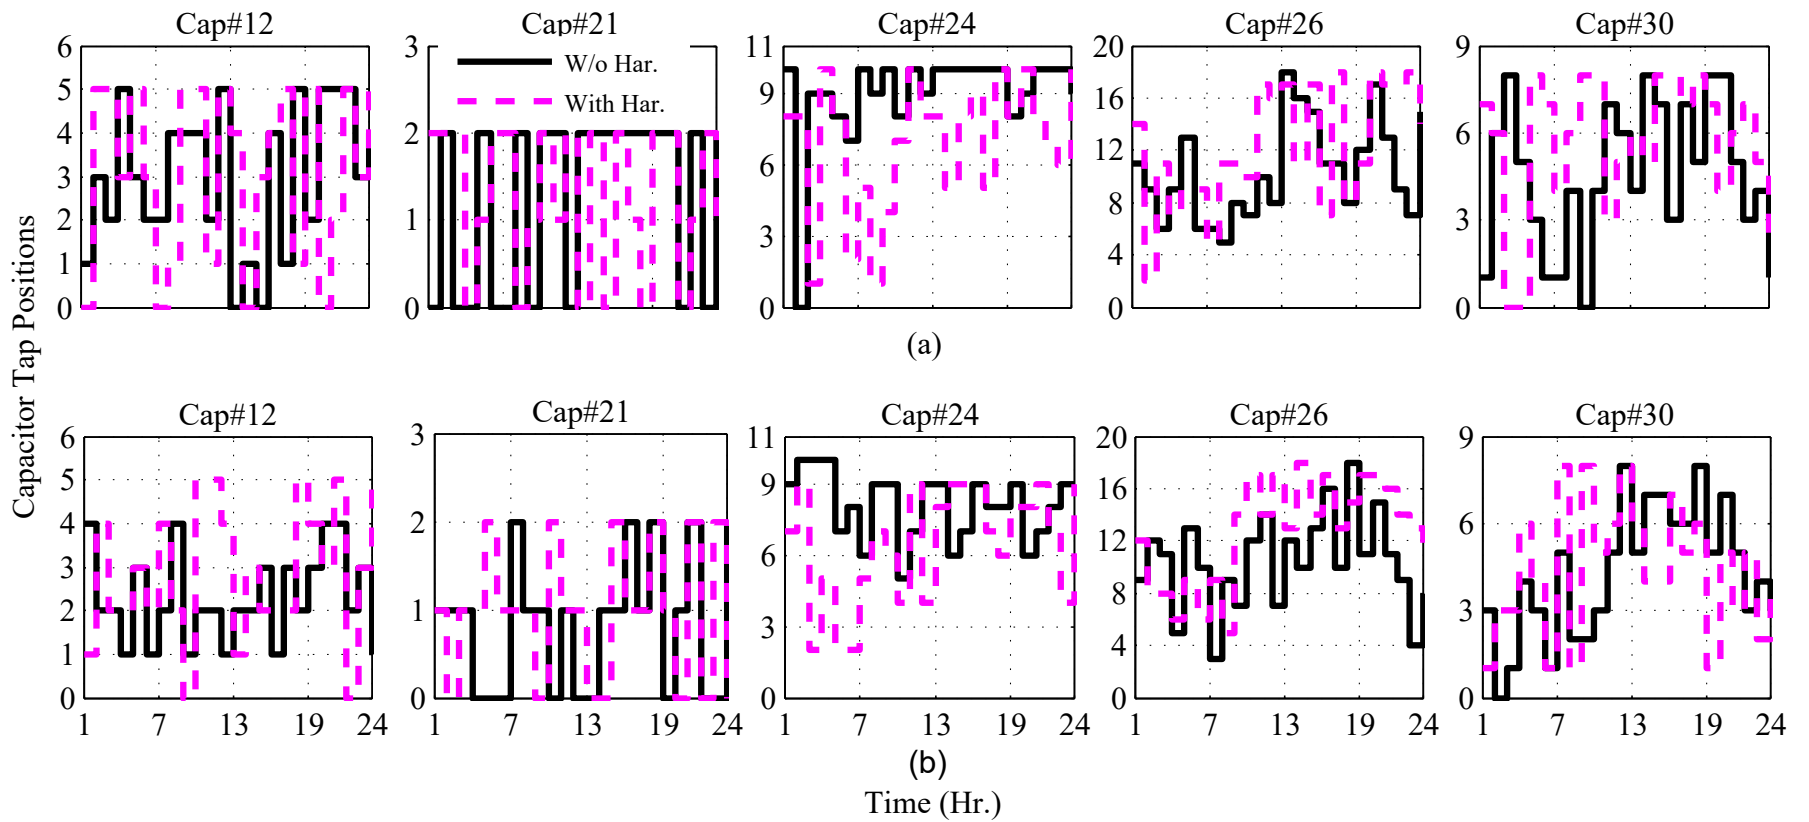 Cap#12 Cap#21 Cap#24 Cap#26 Cap#30
6 3 11 20 9
W/o Har.
With Har.
5 9 16
4 2 6 12 6
3
2 1 3 8 3
1 4
0 0 0 0 0
(a)
Capacitor Tap Positions
Cap#12 Cap#21 Cap#24 Cap#26 Cap#30
6 3 11 20 9
5 9 16
4 2 6 12 6
3
2 1 3 8 3
1 4
0 0 0 0 0
1 7 13 19 24 1 7 13 19 24 1 7 13 19 24 1 7 13 19 24 1 7 13 19 24
(b)
Time (Hr.)